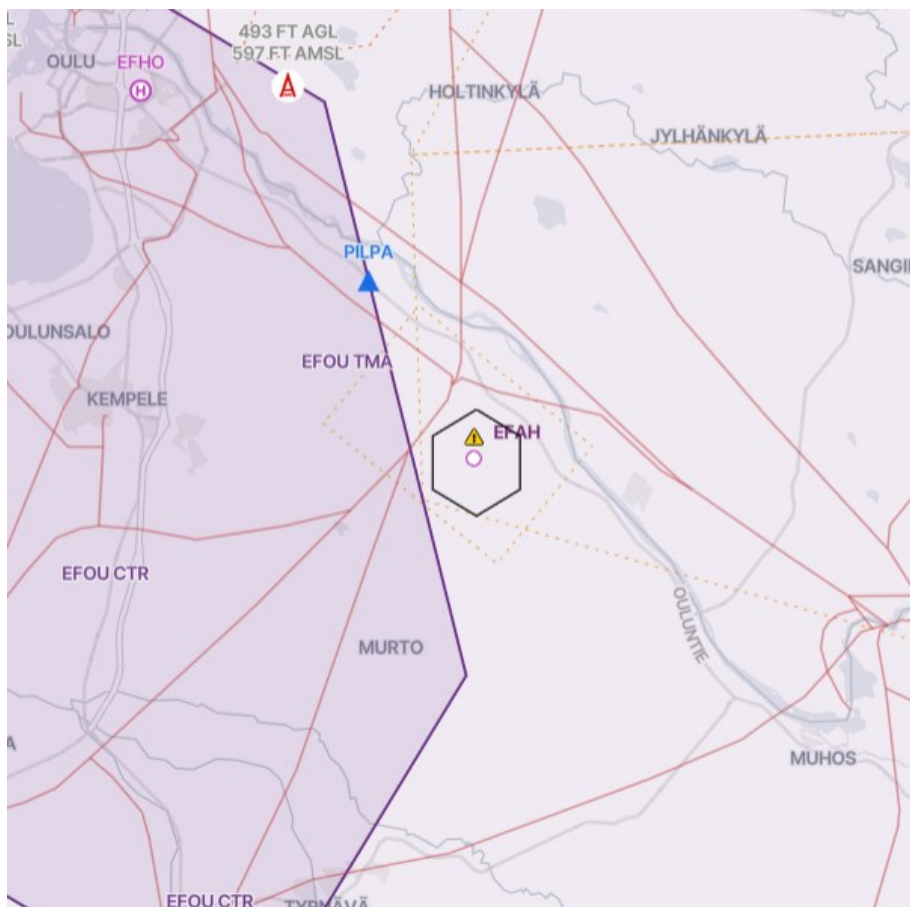 493 FT AGL
597 FT AMSL
OULU
EFHO
H
HOLTINKYLÄ
JYLHÄNKYLÄ
PILPA
SANGI
OULUNSALO
EFOU TMA
KEMPELE
EFAH
EFOU CTR
OULUNTIE
MURTO
MUHOS
EFOU CTR
TYRNÄVÄ